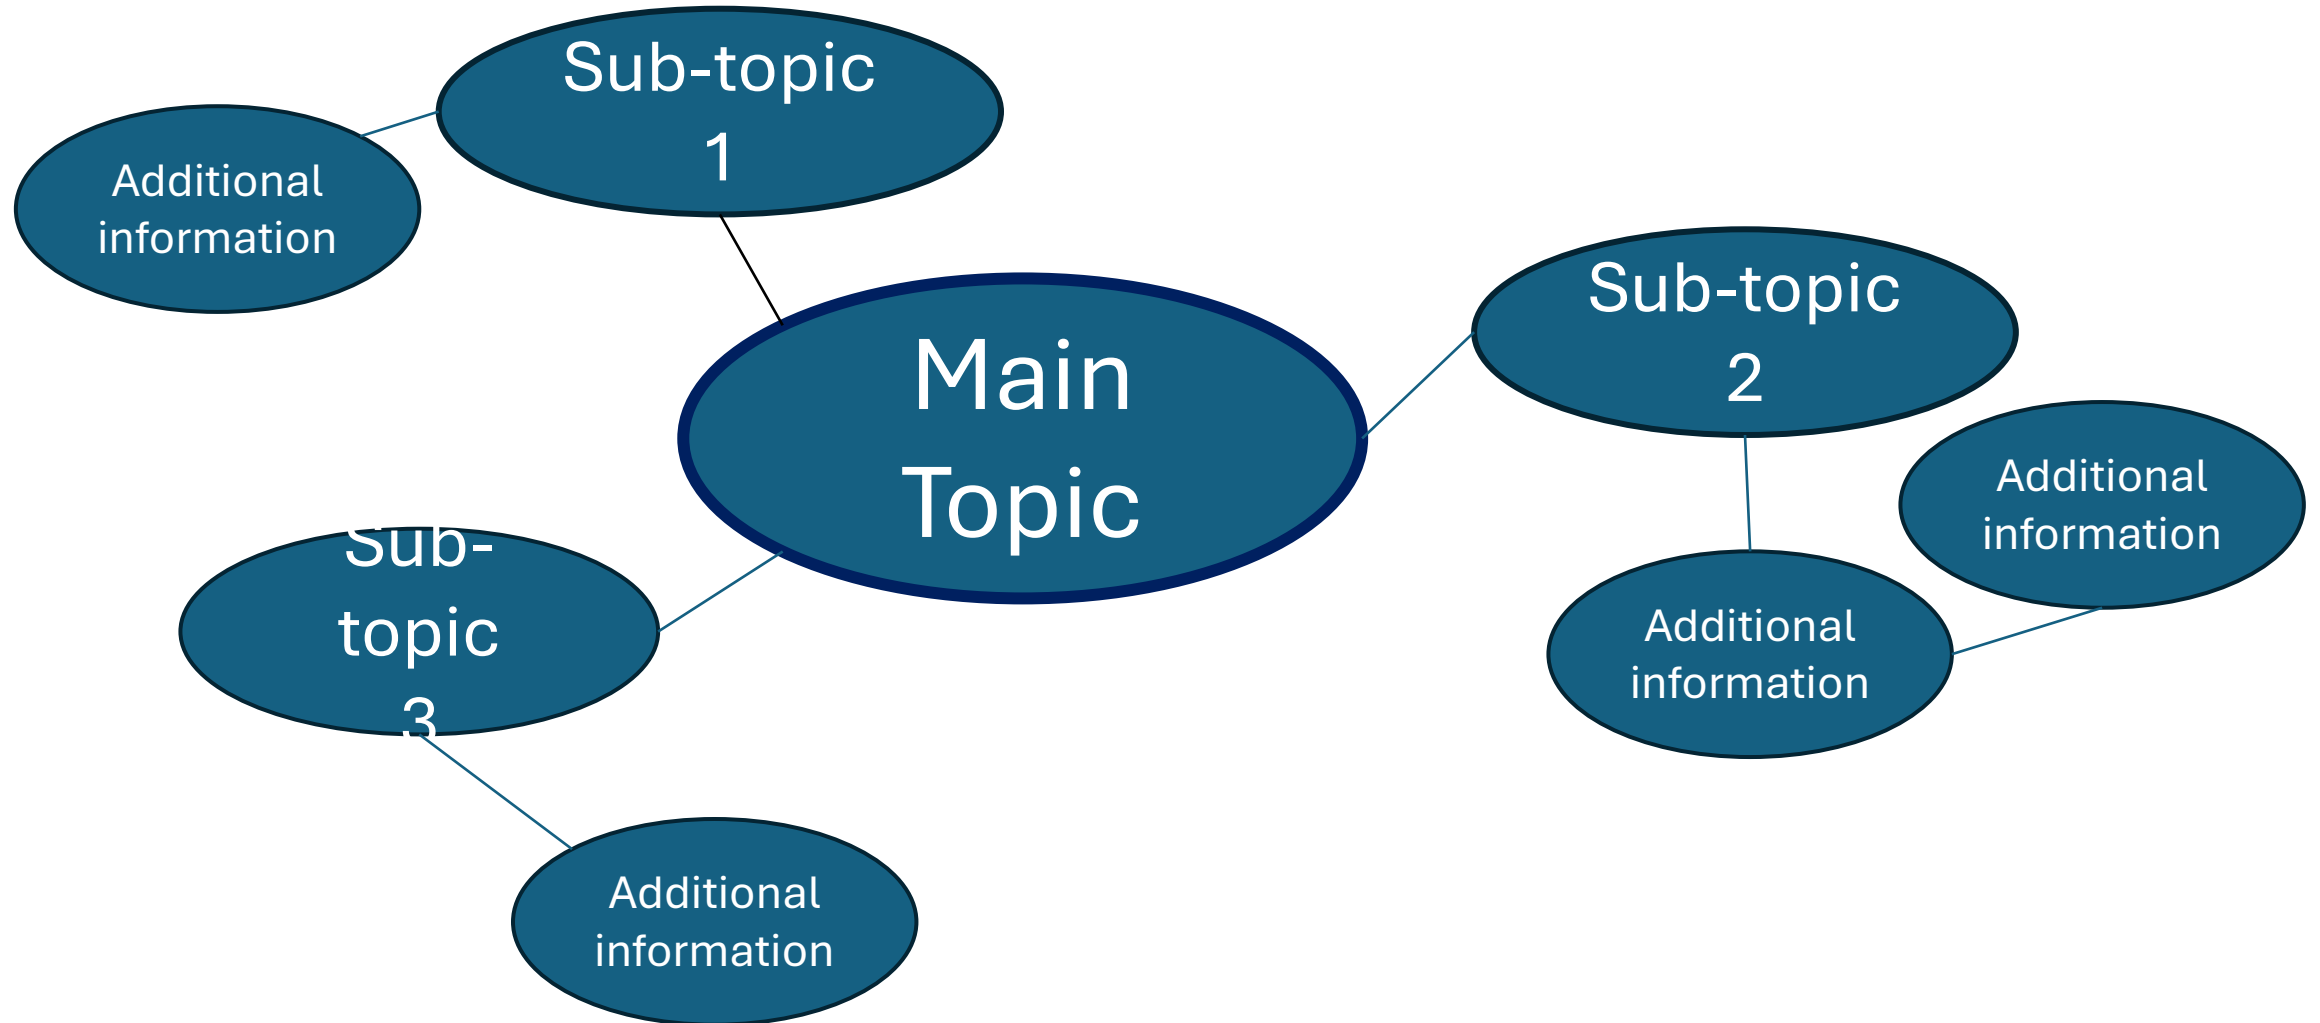 Sub-topic
1
Additional
information
Main
Topic
Sub-topic
2
Additional
information
Additional
information
Sub-
topic
3
Additional
information